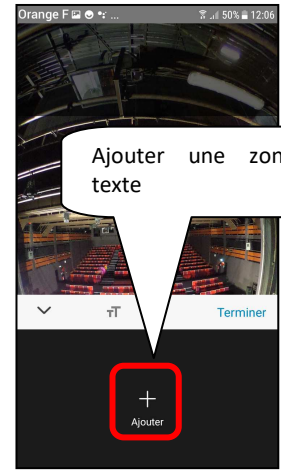 Orange F ... 50% 12:06
Ajouter une zon
texte
Terminer
Ajouter